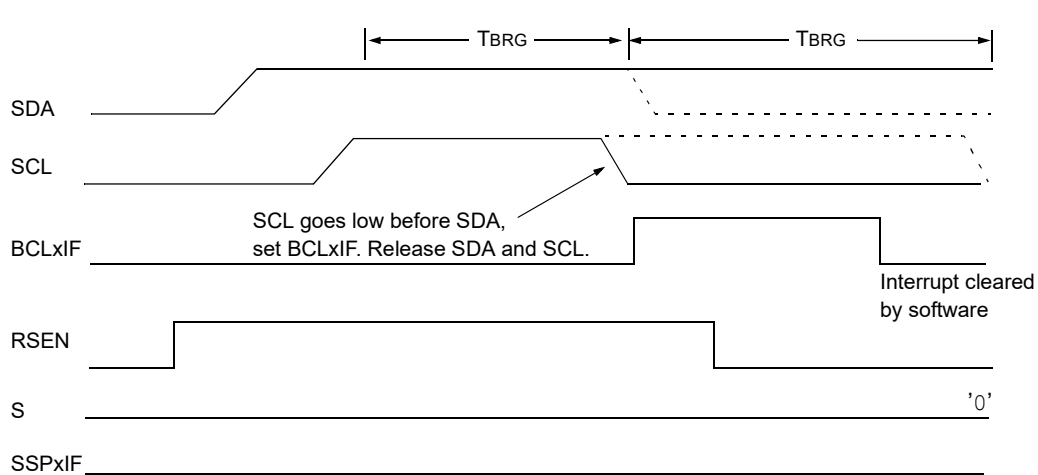 TBRG
TBRG
SDA
SCL
SCL goes low before SDA,
set BCLxIF. Release SDA and SCL.
BCLxIF
Interrupt cleared
by software
RSEN
S
'0'
SSPxIF